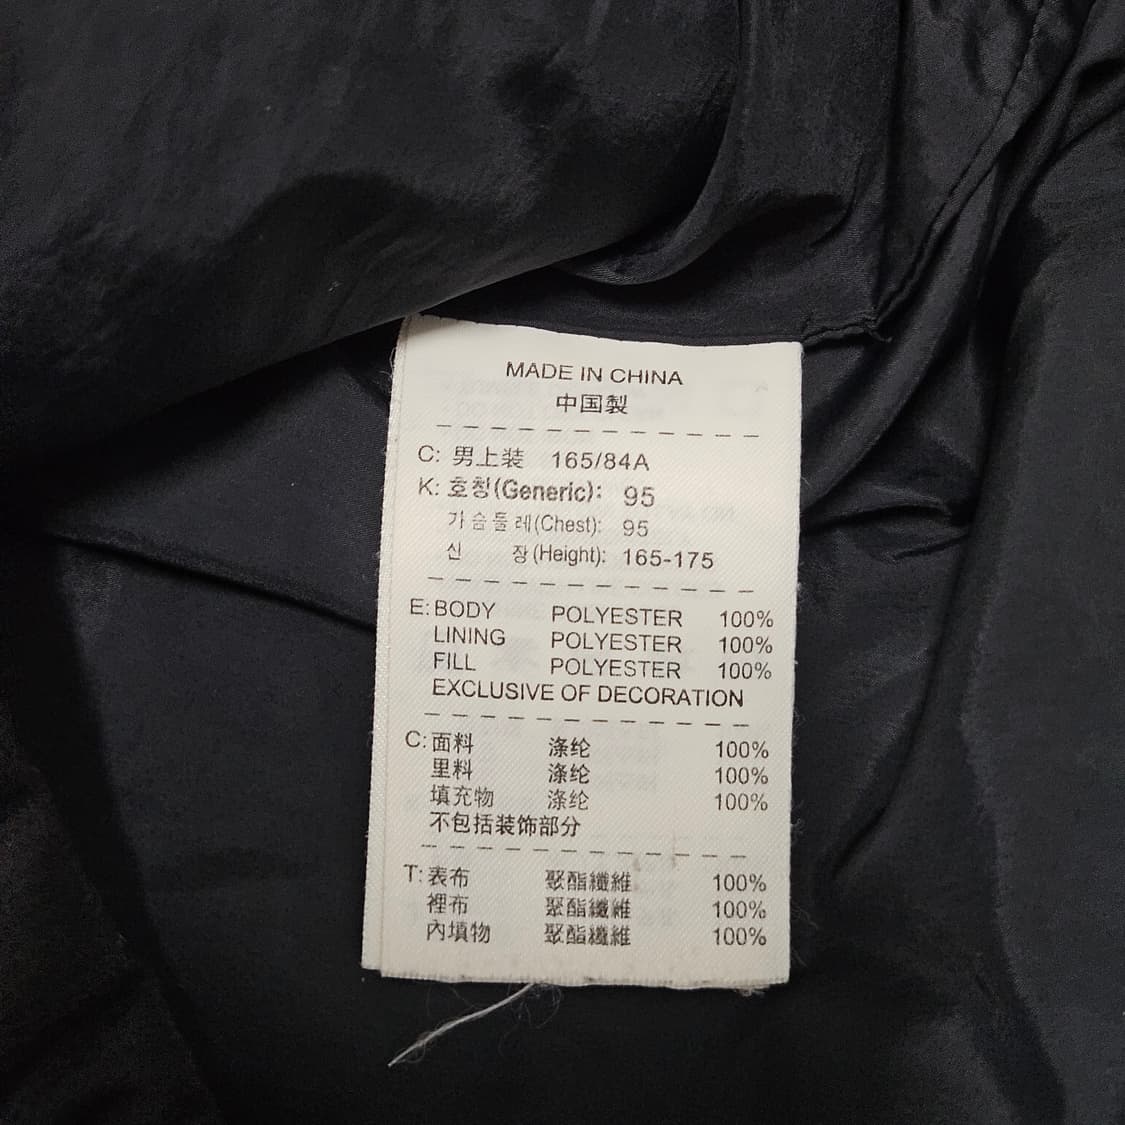 MADE IN CHINA
中国製
C: 男上装 165/84A
K: 호칭(Generic): 95
가슴둘레(Chest): 95
신 장(Height): 165-175
E: BODY POLYESTER 100%
LINING POLYESTER 100%
FILL POLYESTER 100%
EXCLUSIVE OF DECORATION
C: 面料 涤纶 100%
里料 涤纶 100%
填充物 涤纶 100%
不包括装饰部分
T: 表布 聚酯纖維 100%
裡布 聚酯纖維 100%
內填物 聚酯纖維 100%